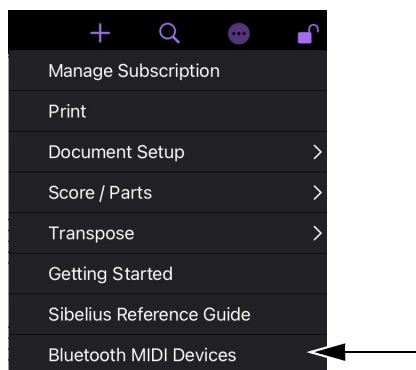 Manage Subscription
Print
Document Setup
Score / Parts
Transpose
Getting Started
Sibelius Reference Guide
Bluetooth MIDI Devices